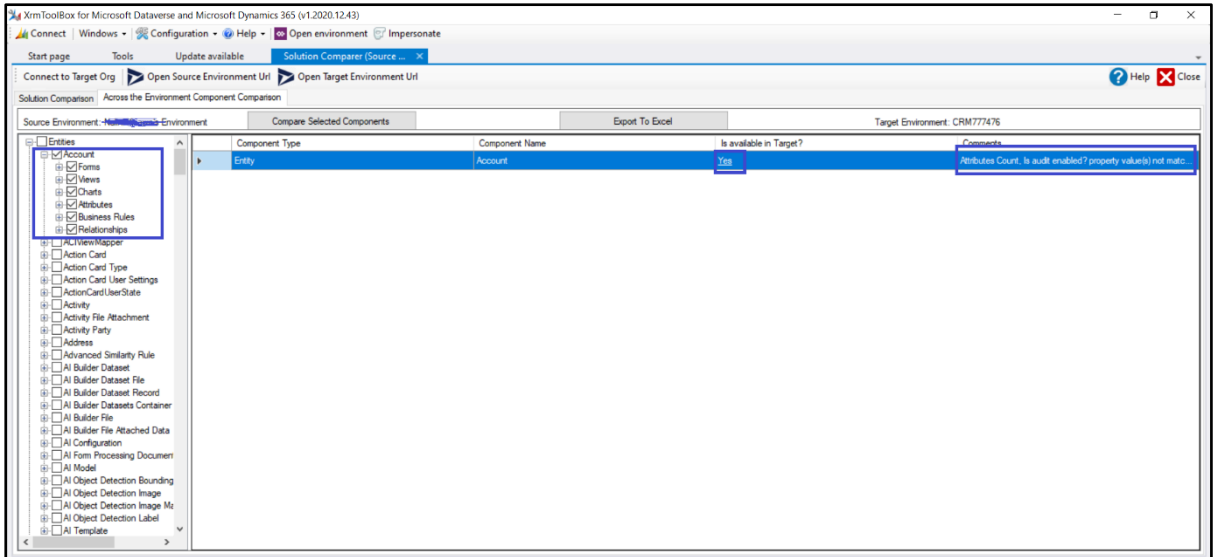 XrmToolBox for Microsoft Dataverse and Microsoft Dynamics 365 (v1.2020.12.43)
Connect Windows Configuration Help Open environment Impersonate
Start page Tools Update available Solution Comparer (Source ...
Connect to Target Org Open Source Environment Url Open Target Environment Url Help Close
Solution Comparison Across the Environment Component Comparison
Source Environment: Environment Compare Selected Components Export To Excel Target Environment: CRM777476
Entities Component Type Component Name Is available in Target? Comments
Account
Entity Account Yes Attributes Count, Is audit enabled? property value(s) not matc...
Forms
Views
Charts
Attributes
Business Rules
Relationships
ACIViewMapper
Action Card
Action Card Type
Action Card User Settings
ActionCardUserState
Activity
Activity File Attachment
Activity Party
Address
Advanced Similarity Rule
AI Builder Dataset
AI Builder Dataset File
AI Builder Dataset Record
AI Builder Datasets Container
AI Builder File
AI Builder File Attached Data
AI Configuration
AI Form Processing Documen
AI Model
AI Object Detection Bounding
AI Object Detection Image
AI Object Detection Image Ma
AI Object Detection Label
AI Template